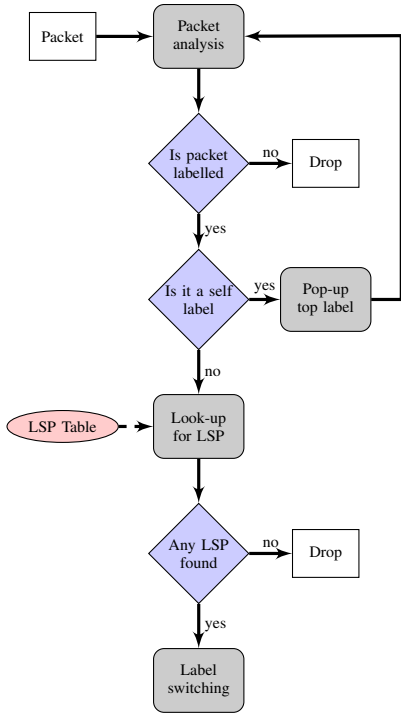 Packet
Packet
analysis
Is packet
labelled
no
Drop
yes
Is it a self
label
yes
Pop-up
top label
no
LSP Table
Look-up
for LSP
Any LSP
found
no
Drop
yes
Label
switching